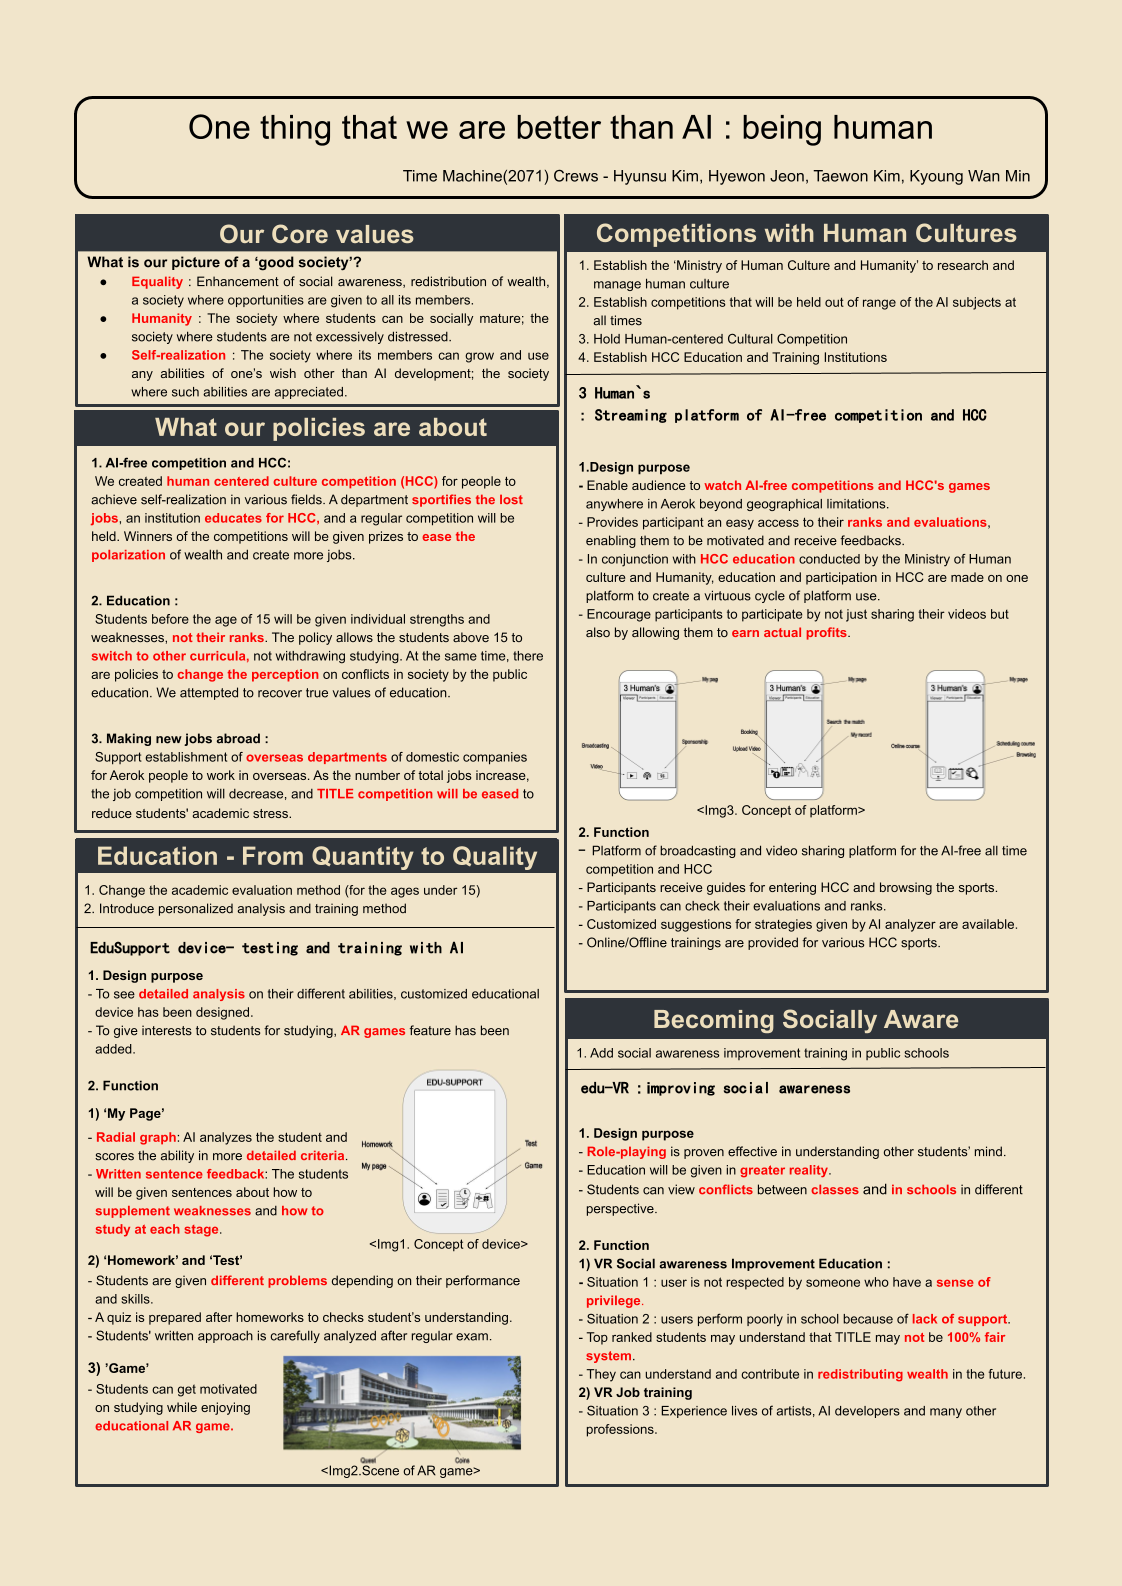 One thing that we are better than AI : being human
Time Machine(2071) Crews - Hyunsu Kim, Hyewon Jeon, Taewon Kim, Kyoung Wan Min
Our Core values
What is our picture of a ‘good society’?
● Equality : Enhancement of social awareness, redistribution of wealth,
a society where opportunities are given to all its members.
● Humanity : The society where students can be socially mature; the
society where students are not excessively distressed.
● Self-realization : The society where its members can grow and use
any abilities of one’s wish other than AI development; the society
where such abilities are appreciated.
What our policies are about
1. AI-free competition and HCC:
We created human centered culture competition (HCC) for people to
achieve self-realization in various fields. A department sportifies the lost
jobs, an institution educates for HCC, and a regular competition will be
held. Winners of the competitions will be given prizes to ease the
polarization of wealth and create more jobs.
2. Education :
Students before the age of 15 will be given individual strengths and
weaknesses, not their ranks. The policy allows the students above 15 to
switch to other curricula, not withdrawing studying. At the same time, there
are policies to change the perception on conflicts in society by the public
education. We attempted to recover true values of education.
3. Making new jobs abroad :
Support establishment of overseas departments of domestic companies
for Aerok people to work in overseas. As the number of total jobs increase,
the job competition will decrease, and TITLE competition will be eased to
reduce students' academic stress.
Education - From Quantity to Quality
1. Change the academic evaluation method (for the ages under 15)
2. Introduce personalized analysis and training method
EduSupport device- testing and training with AI
1. Design purpose
- To see detailed analysis on their different abilities, customized educational
device has been designed.
- To give interests to students for studying, AR games feature has been
added.
2. Function
1) ‘My Page’
- Radial graph: AI analyzes the student and
scores the ability in more detailed criteria.
- Written sentence feedback: The students
will be given sentences about how to
supplement weaknesses and how to
study at each stage.
EDU-SUPPORT
Homework
Test
My page
Game
<Img1. Concept of device>
2) ‘Homework’ and ‘Test’
- Students are given different problems depending on their performance
and skills.
- A quiz is prepared after homeworks to checks student’s understanding.
- Students' written approach is carefully analyzed after regular exam.
3) ’Game’
- Students can get motivated
on studying while enjoying
educational AR game.
Quest
Coins
<Img2.Scene of AR game>
Competitions with Human Cultures
1. Establish the ‘Ministry of Human Culture and Humanity’ to research and
manage human culture
2. Establish competitions that will be held out of range of the AI subjects at
all times
3. Hold Human-centered Cultural Competition
4. Establish HCC Education and Training Institutions
3 Human`s
: Streaming platform of AI-free competition and HCC
1.Design purpose
- Enable audience to watch AI-free competitions and HCC's games
anywhere in Aerok beyond geographical limitations.
- Provides participant an easy access to their ranks and evaluations,
enabling them to be motivated and receive feedbacks.
- In conjunction with HCC education conducted by the Ministry of Human
culture and Humanity, education and participation in HCC are made on one
platform to create a virtuous cycle of platform use.
- Encourage participants to participate by not just sharing their videos but
also by allowing them to earn actual profits.
3 Human's
My pag
Viewer Participants Education
Broadcasting
Sponsorship
Video
3 Human's
My page
Viewer Participants Education
Search the match
Booking
My record
Upload Video
3 Human's
My page
Viewer Participants Education
Online course
Scheduling course
Browsing
<Img3. Concept of platform>
2. Function
- Platform of broadcasting and video sharing platform for the AI-free all time
competition and HCC
- Participants receive guides for entering HCC and browsing the sports.
- Participants can check their evaluations and ranks.
- Customized suggestions for strategies given by AI analyzer are available.
- Online/Offline trainings are provided for various HCC sports.
Becoming Socially Aware
1. Add social awareness improvement training in public schools
edu-VR : improving social awareness
1. Design purpose
- Role-playing is proven effective in understanding other students’ mind.
- Education will be given in greater reality.
- Students can view conflicts between classes and in schools in different
perspective.
2. Function
1) VR Social awareness Improvement Education :
- Situation 1 : user is not respected by someone who have a sense of
privilege.
- Situation 2 : users perform poorly in school because of lack of support.
- Top ranked students may understand that TITLE may not be 100% fair
system.
- They can understand and contribute in redistributing wealth in the future.
2) VR Job training
- Situation 3 : Experience lives of artists, AI developers and many other
professions.